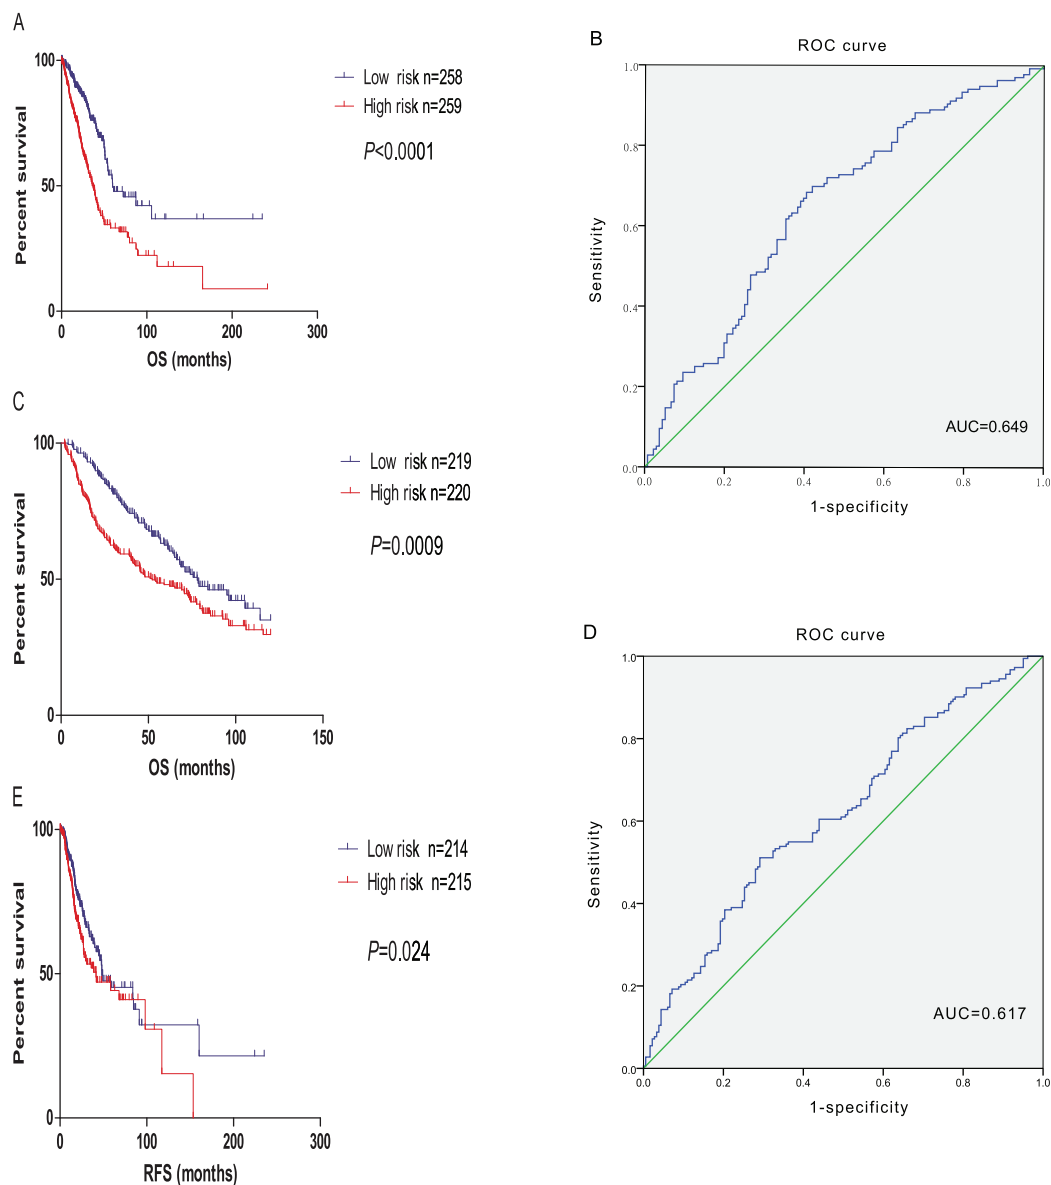 A
Percent survival
100
50
0
0 100 200 300
OS (months)
Low risk n=258
High risk n=259
P<0.0001
B
ROC curve
Sensitivity
1.0
0.8
0.6
0.4
0.2
0.0
0.0 0.2 0.4 0.6 0.8 1.0
1-specificity
AUC=0.649
C
Percent survival
100
50
0
0 50 100 150
OS (months)
Low risk n=219
High risk n=220
P=0.0009
D
ROC curve
Sensitivity
1.0
0.8
0.6
0.4
0.2
0.0
0.0 0.2 0.4 0.6 0.8 1.0
1-specificity
AUC=0.617
E
Percent survival
100
50
0
0 100 200 300
RFS (months)
Low risk n=214
High risk n=215
P=0.024